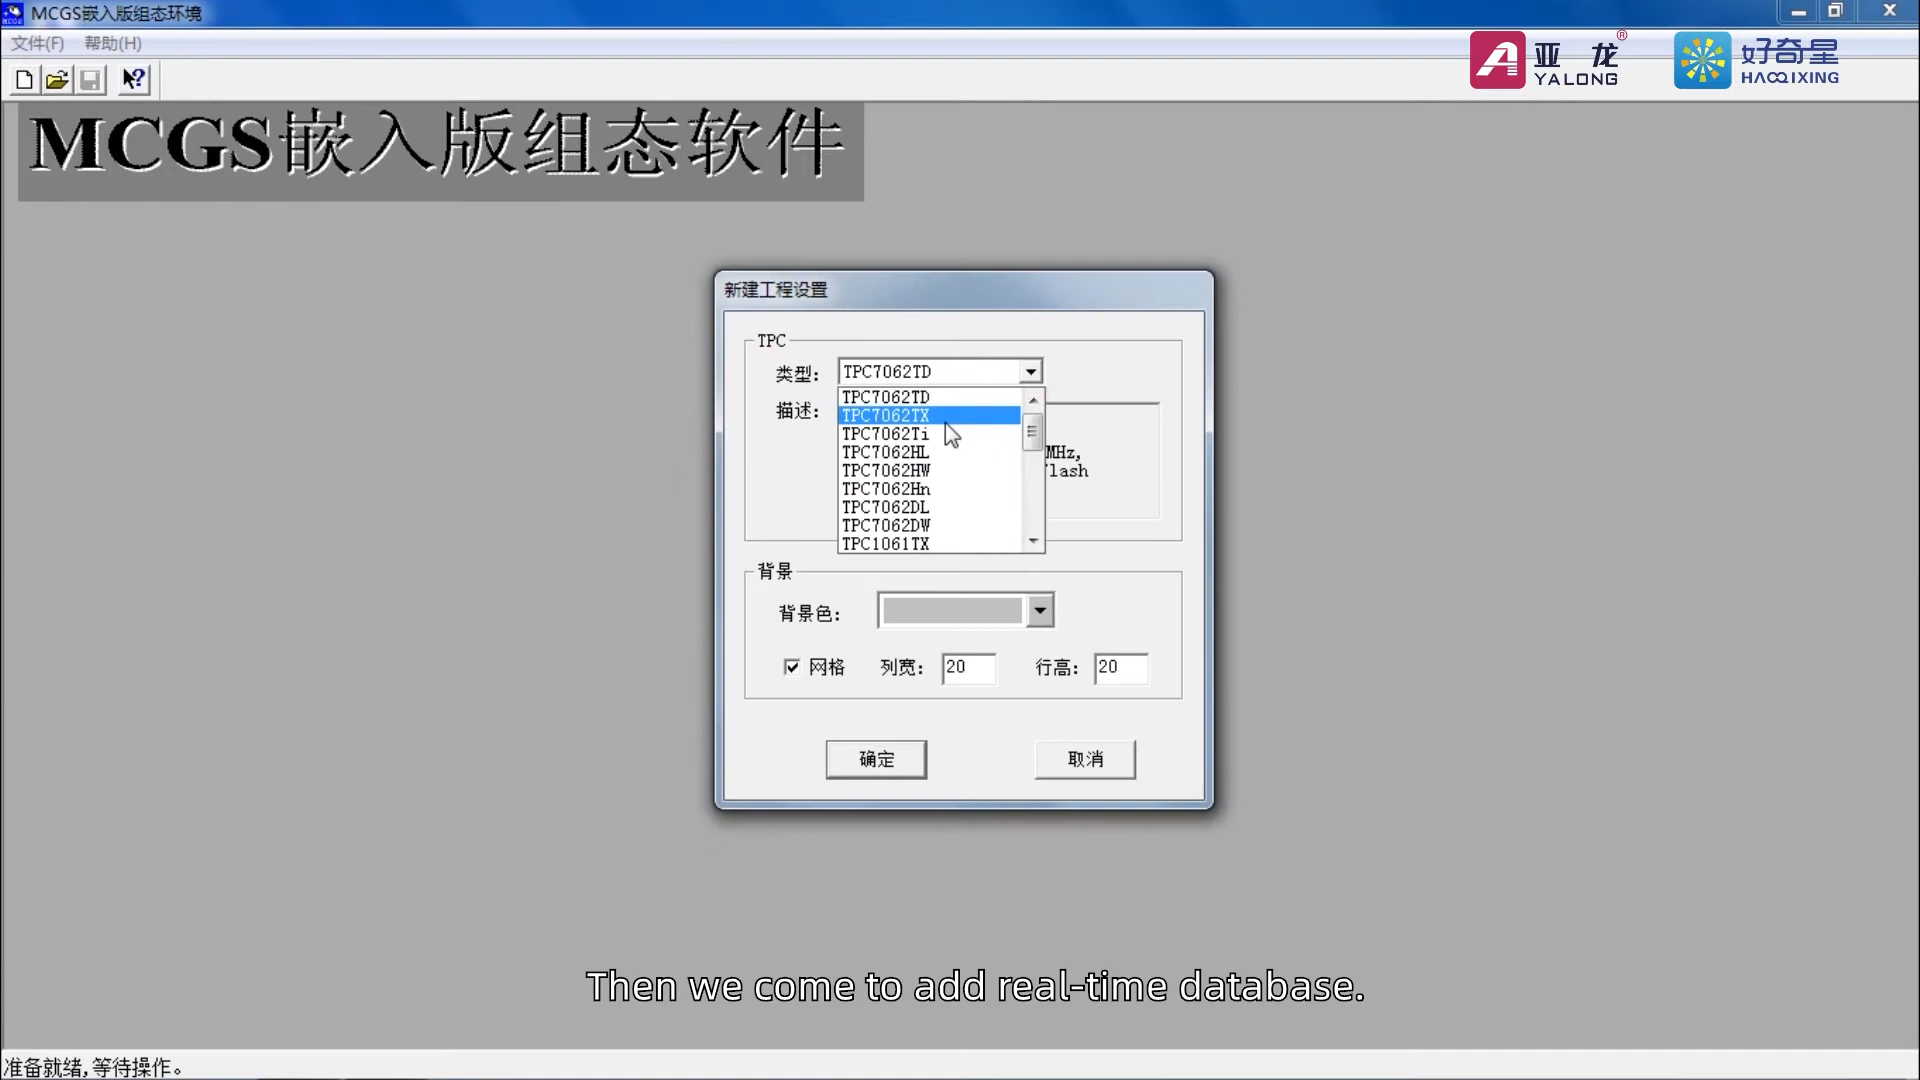 MCGS嵌入版组态环境
文件(F) 帮助(H)
亚龙®
YALONG
好奇星
HAOQIXING
MCGS嵌入版组态软件
新建工程设置
TPC
类型: TPC7062TD
描述:
TPC7062TD
TPC7062TX
TPC7062Ti
TPC7062HL
MHz,
TPC7062HW
lash
TPC7062Hn
TPC7062DL
TPC7062DW
TPC1061TX
背景
背景色:
网格 列宽: 20 行高: 20
确定 取消
Then we come to add real-time database.
准备就绪,等待操作。